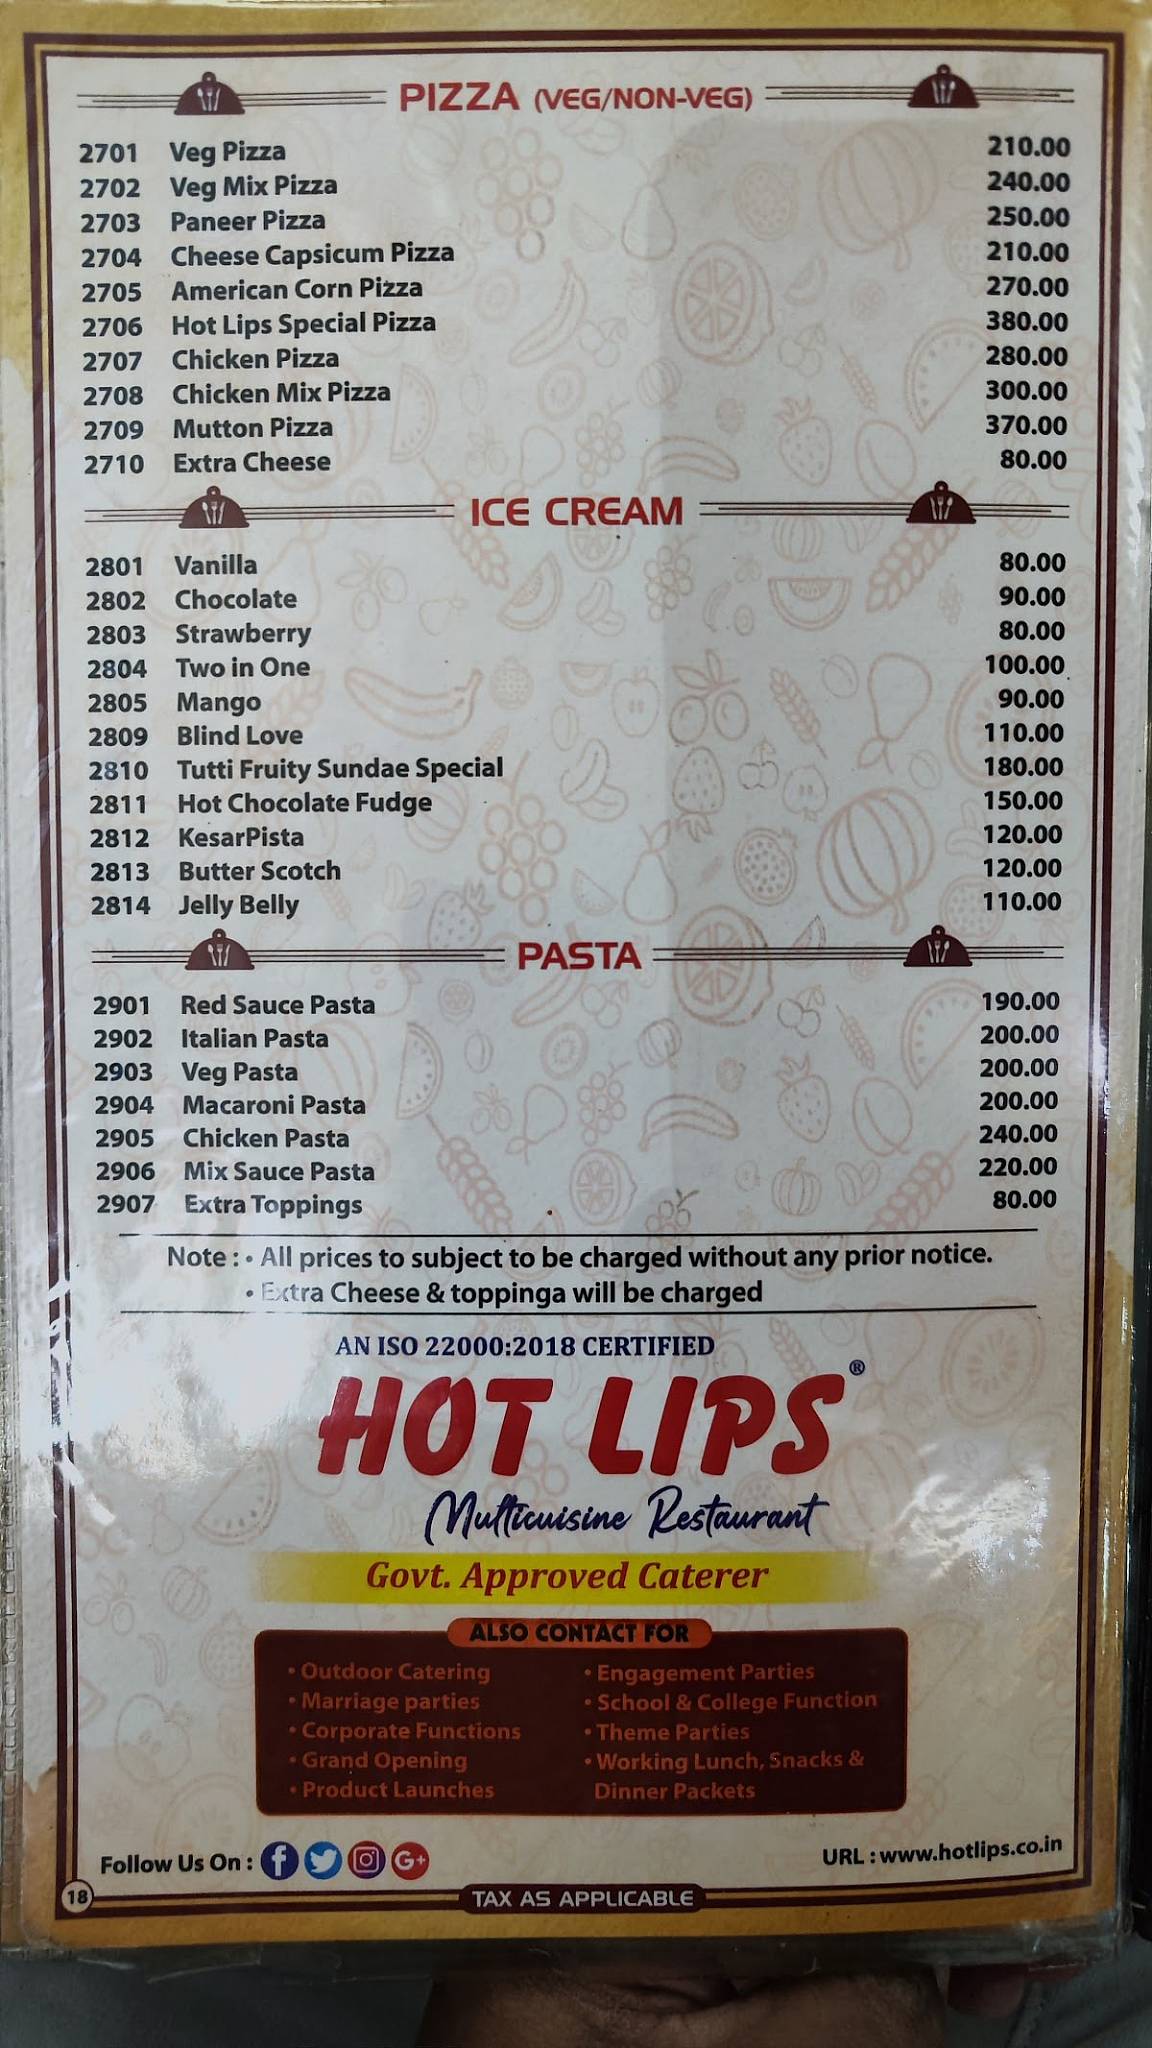 PIZZA (VEG/NON-VEG)
2701 Veg Pizza 210.00
2702 Veg Mix Pizza 240.00
2703 Paneer Pizza 250.00
2704 Cheese Capsicum Pizza 210.00
2705 American Corn Pizza 270.00
2706 Hot Lips Special Pizza 380.00
2707 Chicken Pizza 280.00
2708 Chicken Mix Pizza 300.00
2709 Mutton Pizza 370.00
2710 Extra Cheese 80.00
ICE CREAM
2801 Vanilla 80.00
2802 Chocolate 90.00
2803 Strawberry 80.00
2804 Two in One 100.00
2805 Mango 90.00
2809 Blind Love 110.00
2810 Tutti Fruity Sundae Special 180.00
2811 Hot Chocolate Fudge 150.00
2812 KesarPista 120.00
2813 Butter Scotch 120.00
2814 Jelly Belly 110.00
PASTA
2901 Red Sauce Pasta 190.00
2902 Italian Pasta 200.00
2903 Veg Pasta 200.00
2904 Macaroni Pasta 200.00
2905 Chicken Pasta 240.00
2906 Mix Sauce Pasta 220.00
2907 Extra Toppings 80.00
Note : • All prices to subject to be charged without any prior notice.
• Extra Cheese & toppinga will be charged
AN ISO 22000:2018 CERTIFIED
HOT LIPS ®
Multicuisine Restaurant
Govt. Approved Caterer
ALSO CONTACT FOR
• Outdoor Catering
• Marriage parties
• Corporate Functions
• Grand Opening
• Product Launches
• Engagement Parties
• School & College Function
• Theme Parties
• Working Lunch, Snacks &
Dinner Packets
Follow Us On : f G+
URL : www.hotlips.co.in
18
TAX AS APPLICABLE